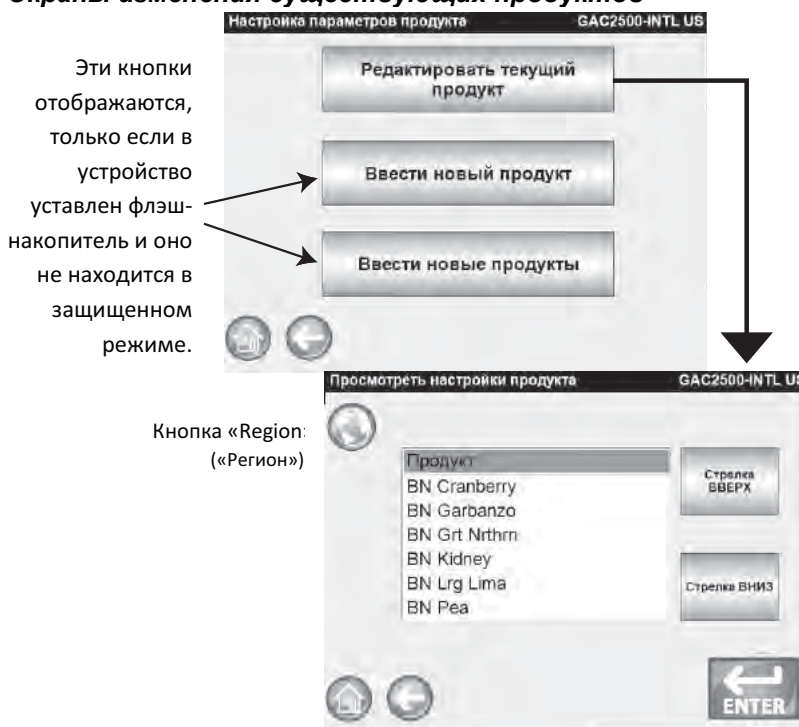 Экраны изменения существующих продуктов
Настройка параметров продукта GAC2500-INTL US
Эти кнопки
отображаются,
только если в
устройство
уставлен флэш-
накопитель и оно
не находится в
защищенном
режиме.
Редактировать текущий
продукт
Ввести новый продукт
Ввести новые продукты
Просмотреть настройки продукта GAC2500-INTL US
Кнопка «Region
(«Регион»)
Продукт
BN Cranberry
BN Garbanzo
BN Grt Nrthrn
BN Kidney
BN Lrg Lima
BN Pea
Стрелка
ВВЕРХ
Стрелка ВНИЗ
ENTER